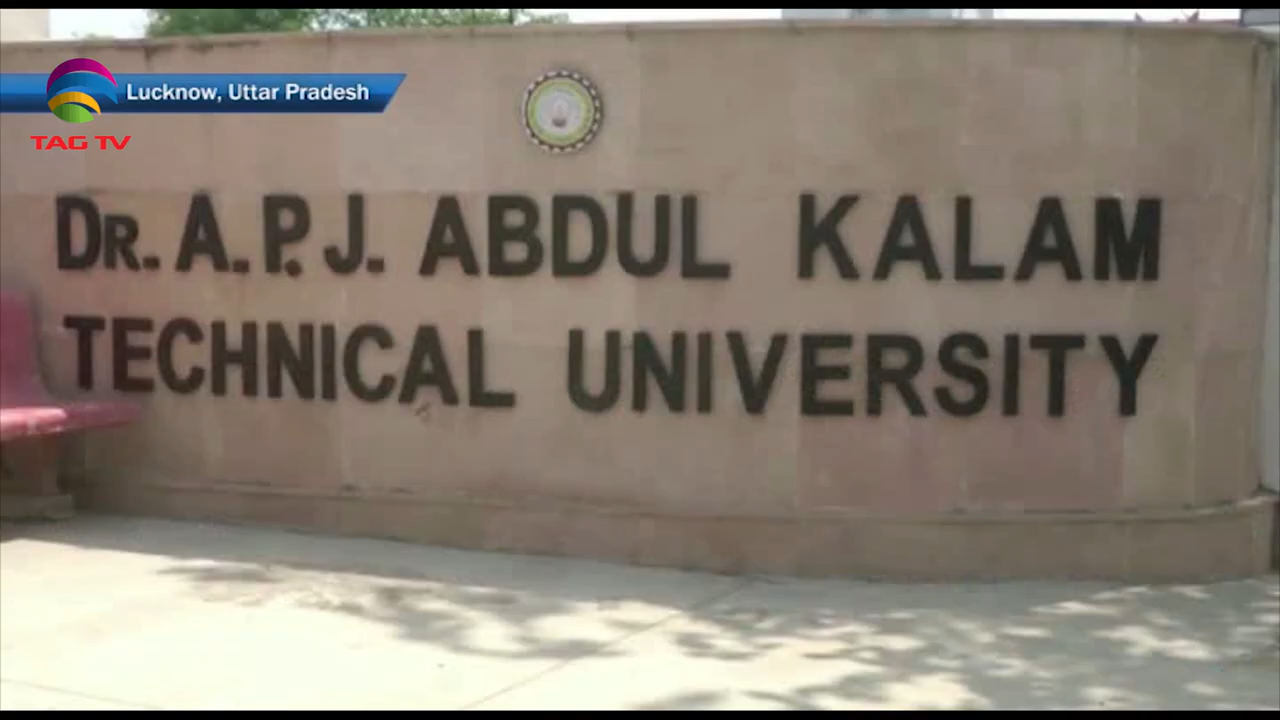 Lucknow, Uttar Pradesh
TAG TV
DR. A.P.J. ABDUL KALAM
TECHNICAL UNIVERSITY